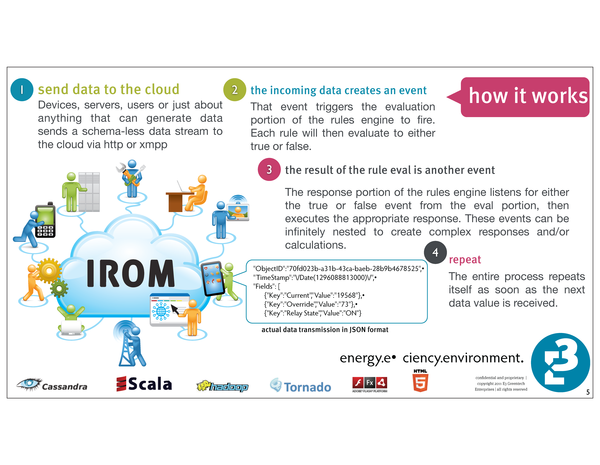 how it works
1 send data to the cloud
Devices, servers, users or just about
anything that can generate data
sends a schema-less data stream to
the cloud via http or xmpp
2 the incoming data creates an event
That event triggers the evaluation
portion of the rules engine to fire.
Each rule will then evaluate to either
true or false.
3 the result of the rule eval is another event
The response portion of the rules engine listens for either
the true or false event from the eval portion, then
executes the appropriate response. These events can be
infinitely nested to create complex responses and/or
calculations.
4 repeat
The entire process repeats
itself as soon as the next
data value is received.
IROM
"ObjectID":"70fd023b-a31b-43ca-baeb-28b9b4678525",•
"TimeStamp":"\/Date(1296088813000)\/",•
"Fields": [
{"Key":"Current","Value":"19568"},•
{"Key":"Override","Value":"73"},•
{"Key":"Relay State","Value":"ON"}
actual data transmission in JSON format
energy.e• ciency.environment.
Cassandra
Scala
hadoop
Tornado
Fx 4
HTML
5
confidential and proprietary |
copyright 2011 E3 Greentech
Enterprises | all rights reserved
5